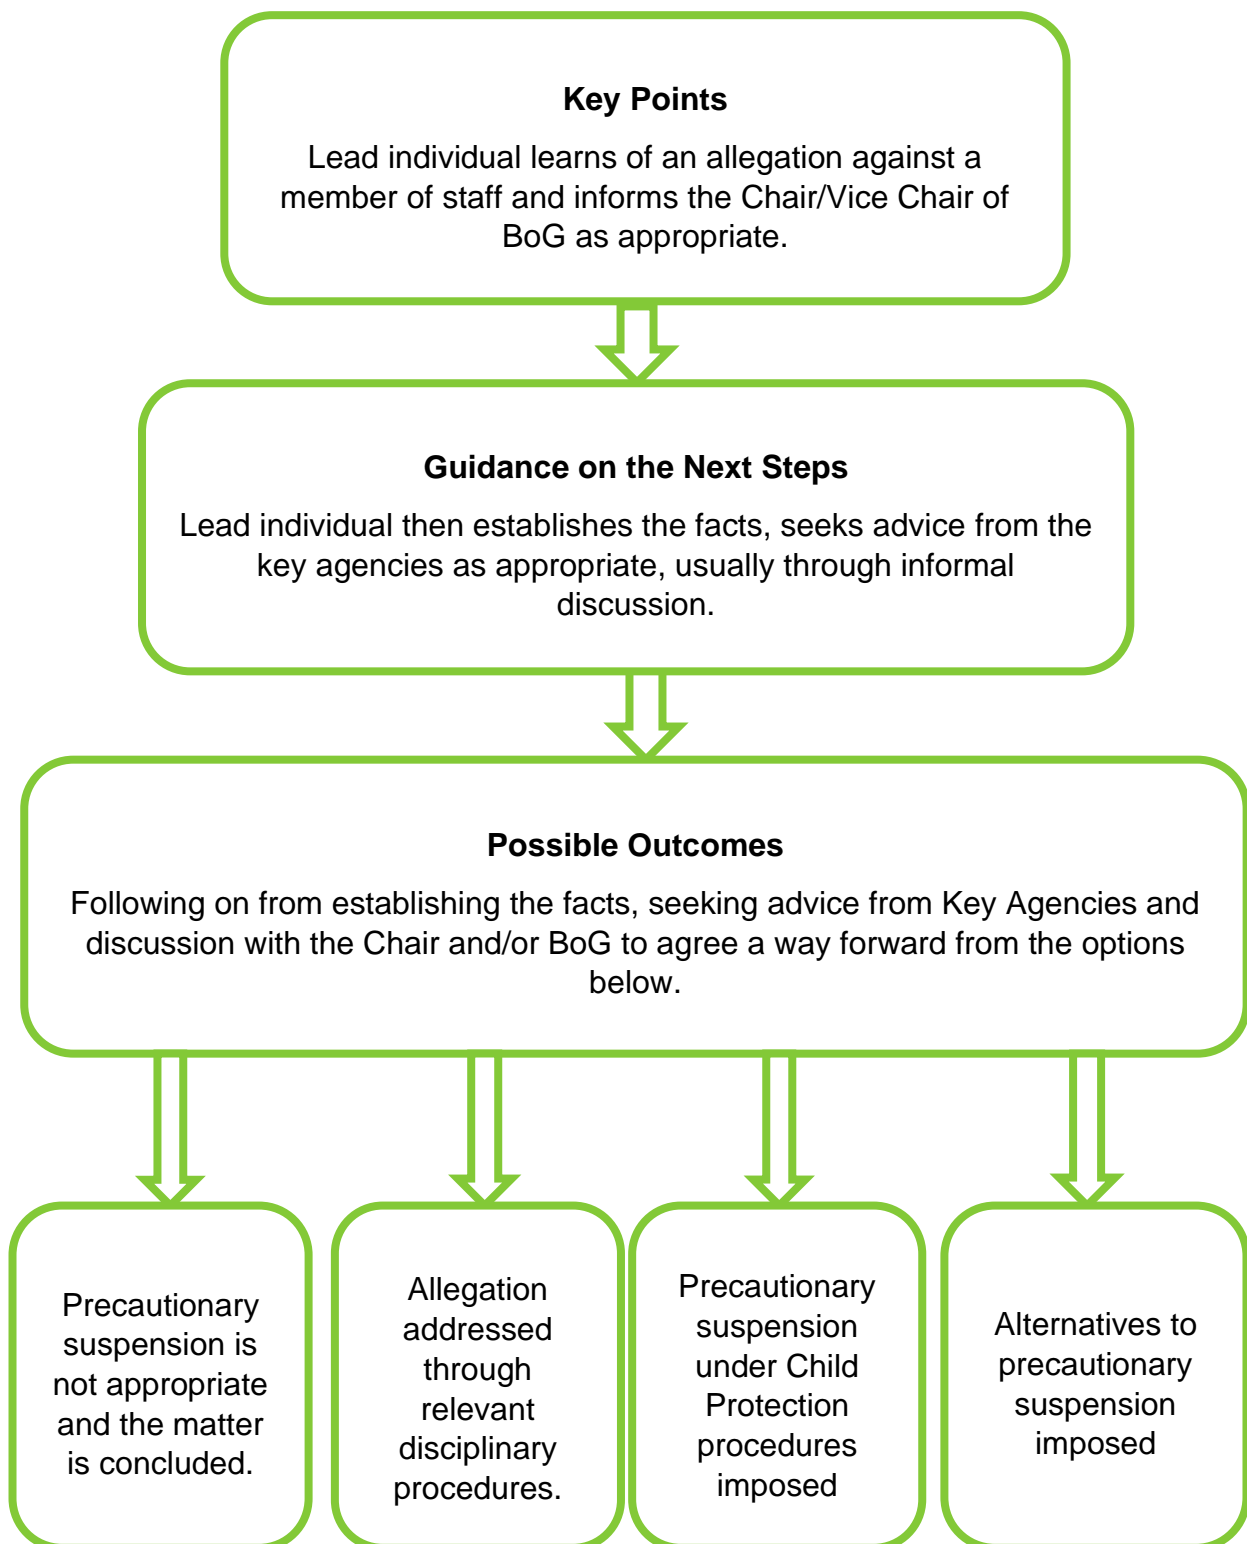 Key Points
Lead individual learns of an allegation against a
member of staff and informs the Chair/Vice Chair of
BoG as appropriate.
Guidance on the Next Steps
Lead individual then establishes the facts, seeks advice from the
key agencies as appropriate, usually through informal
discussion.
Possible Outcomes
Following on from establishing the facts, seeking advice from Key Agencies and
discussion with the Chair and/or BoG to agree a way forward from the options
below.
Precautionary
suspension is
not appropriate
and the matter
is concluded.
Allegation
addressed
through
relevant
disciplinary
procedures.
Precautionary
suspension
under Child
Protection
procedures
imposed
Alternatives to
precautionary
suspension
imposed